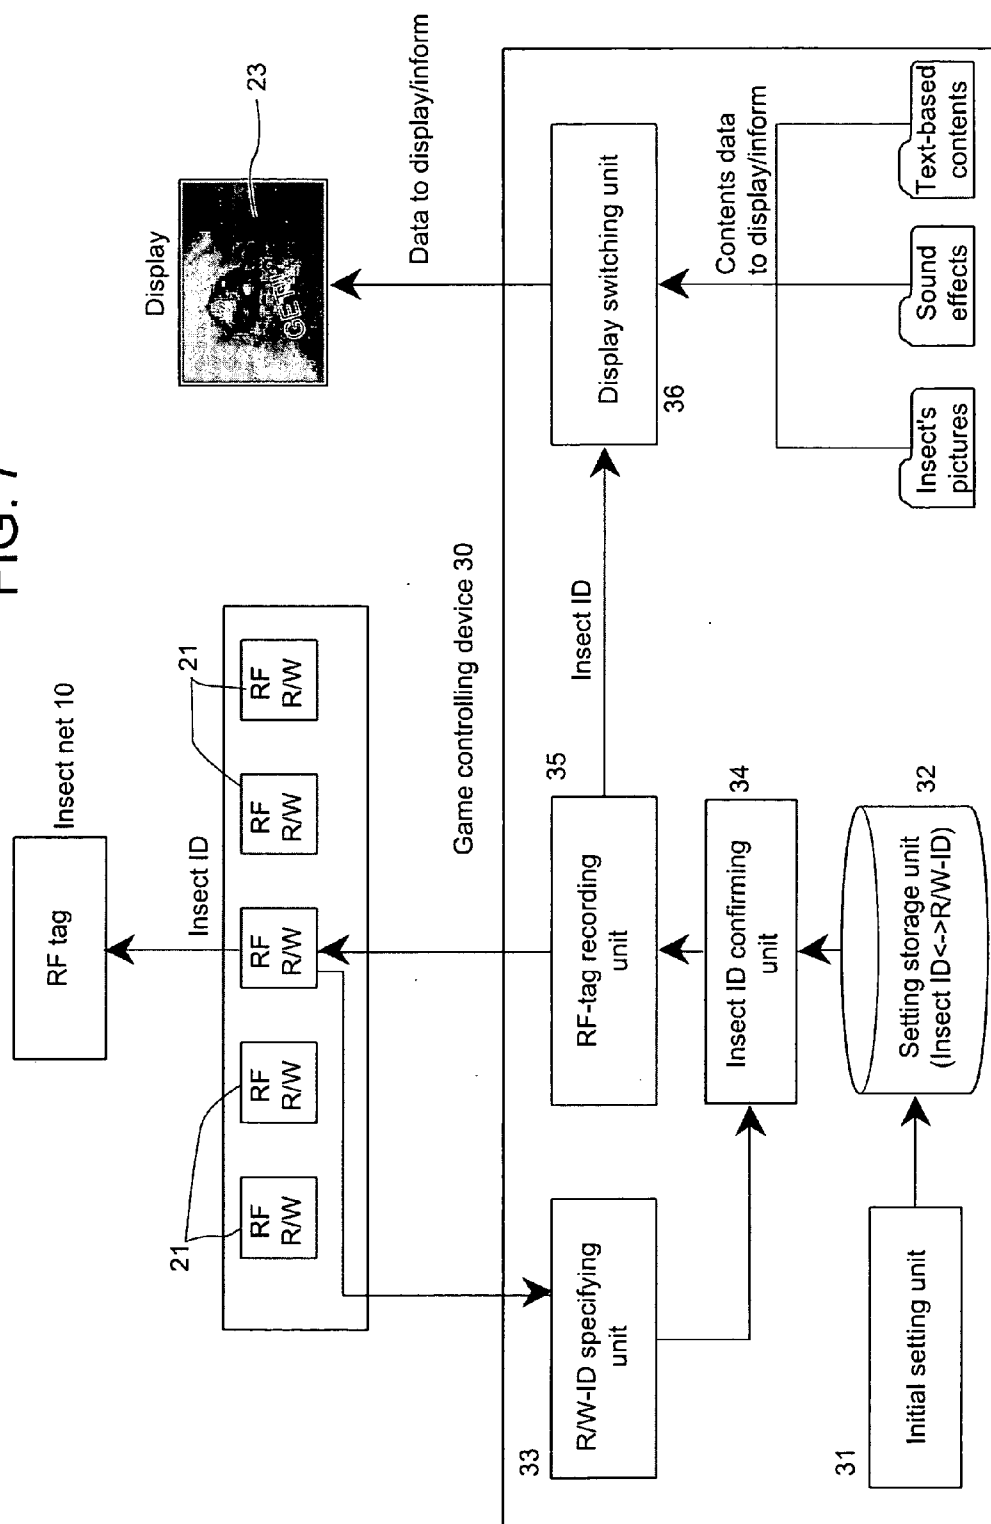 FIG. 7
Insect net 10
RF tag
Insect ID
21
21
RF
R/W
RF
R/W
RF
R/W
RF
R/W
RF
R/W
Display
GET!!
23
Data to display/inform
Game controlling device 30
33
R/W-ID specifying
unit
35
RF-tag recording
unit
Insect ID
Display switching unit
36
34
Insect ID confirming
unit
Contents data
to display/inform
31
Initial setting unit
32
Setting storage unit
(Insect ID<->R/W-ID)
Insect's
pictures
Sound
effects
Text-based
contents